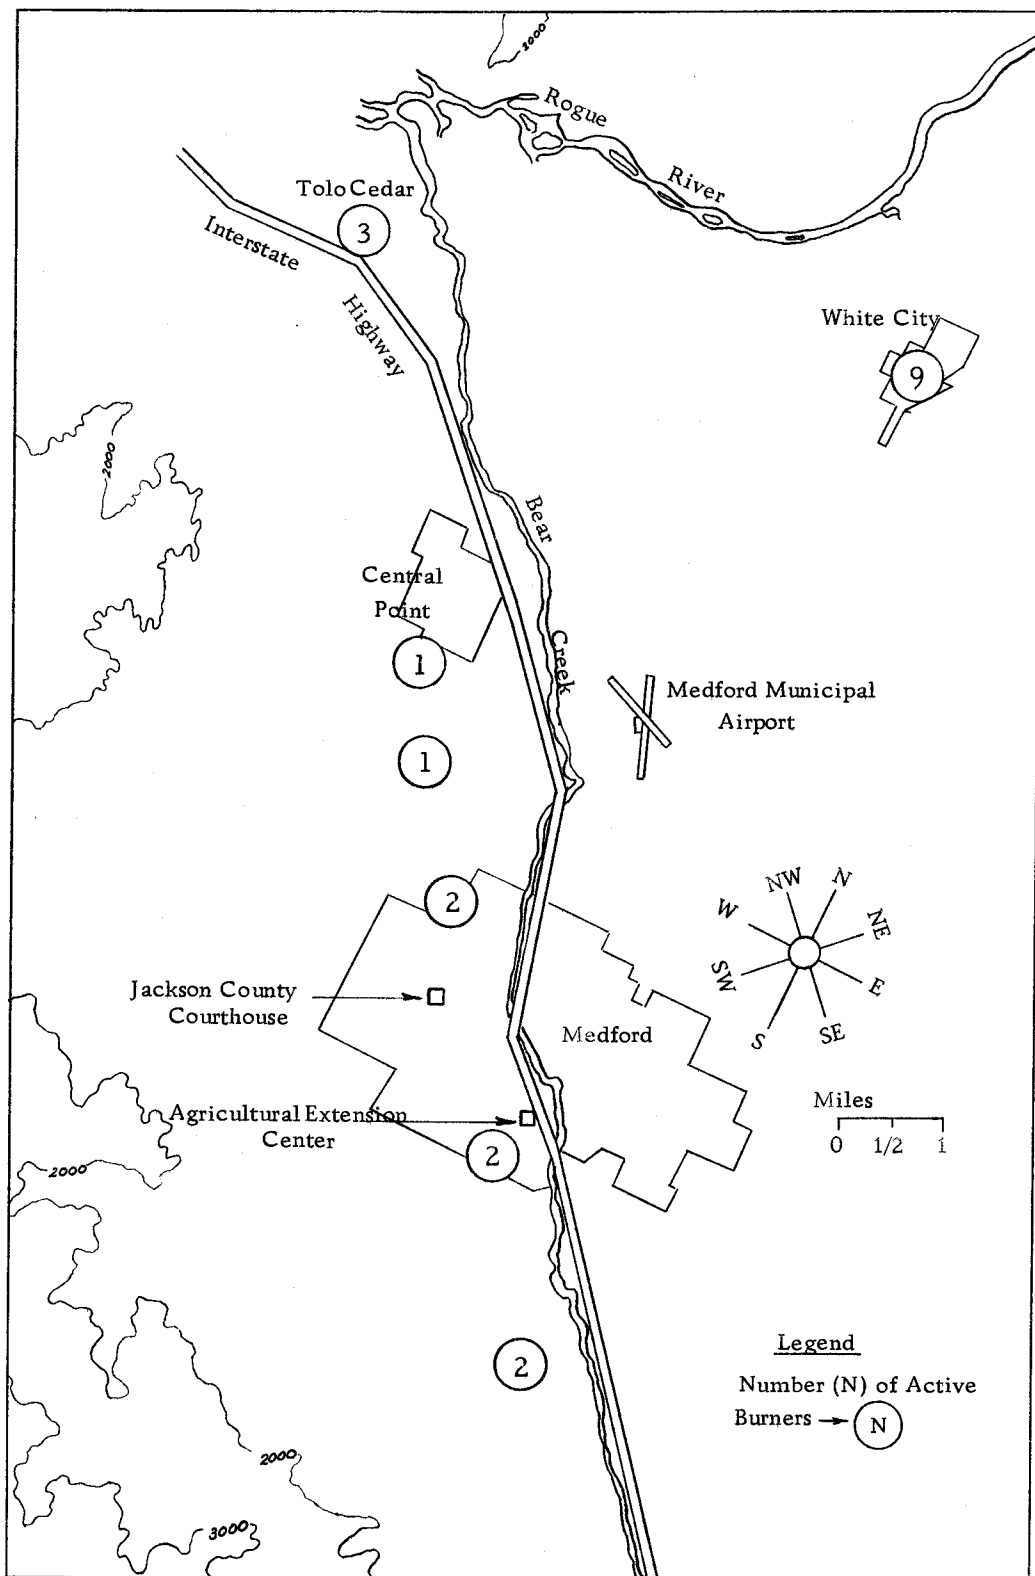 2000
Rogue
River
Tolo Cedar
3
Interstate
Highway
White City
9
2000
Bear
Creek
Central
Point
1
Medford Municipal
Airport
1
2
NW
N
W
NE
SW
E
S
SE
Jackson County
Courthouse
Medford
Miles
0 1/2 1
Agricultural Extension
Center
2
2000
2
Legend
Number (N) of Active
Burners → N
2000
3000